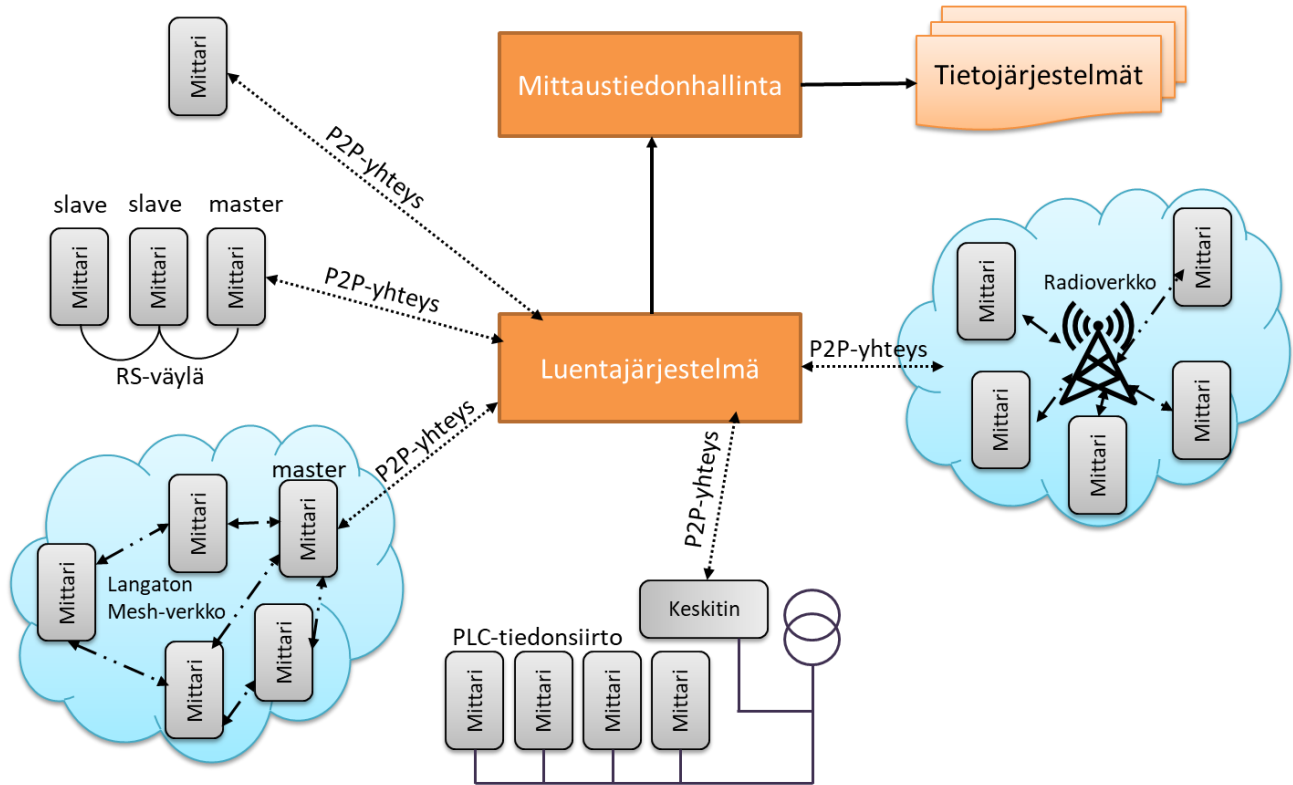 Mittari
Mittaustiedonhallinta
Tietojärjestelmät
P2P-yhteys
slave
slave
master
Mittari
Mittari
Mittari
RS-väylä
P2P-yhteys
Luentajärjestelmä
P2P-yhteys
Radioverkko
Mittari
Mittari
Mittari
Mittari
Mittari
P2P-yhteys
master
Mittari
Mittari
Mittari
Langaton
Mesh-verkko
Mittari
Mittari
P2P-yhteys
Keskitin
PLC-tiedonsiirto
Mittari
Mittari
Mittari
Mittari